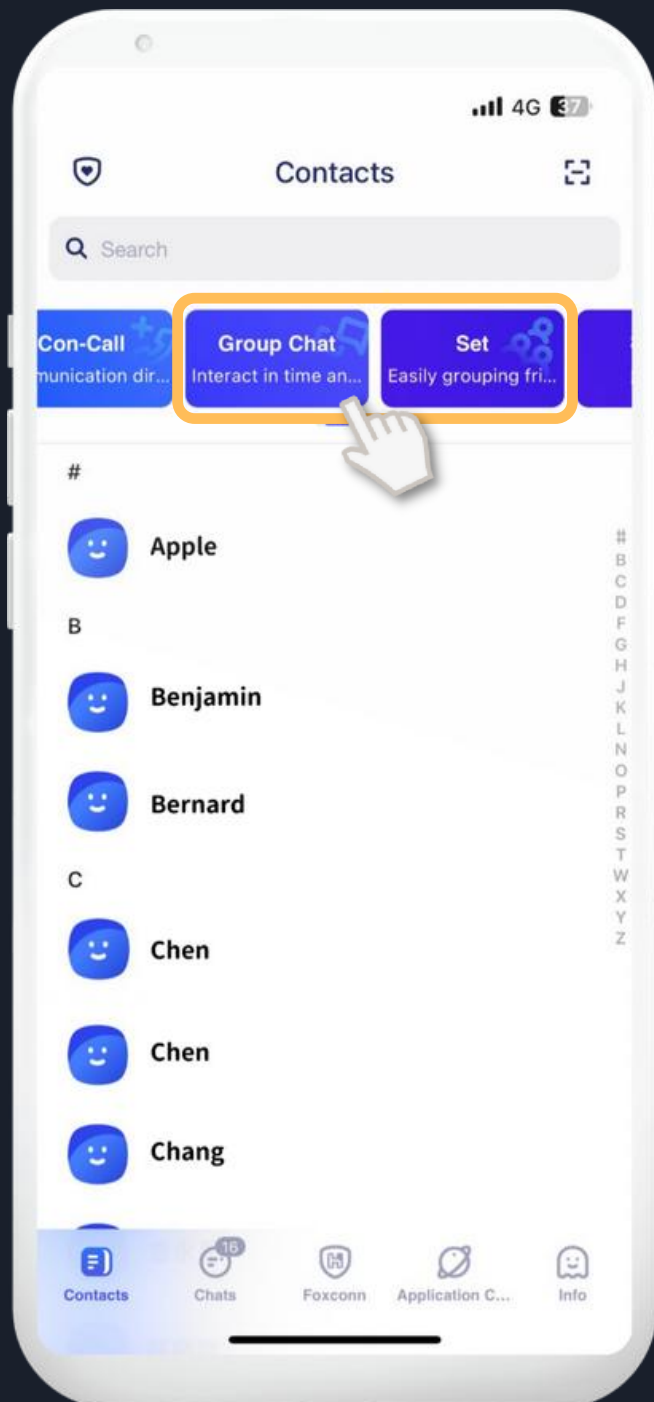 4G 37
Contacts
Search
Con-Call
munication dir...
Group Chat
Interact in time an...
Set
Easily grouping fri...
#
Apple
B
Benjamin
Bernard
C
Chen
Chen
Chang
#
B
C
D
F
G
H
J
K
L
N
O
P
R
S
T
W
X
Y
Z
Contacts
16
Chats
Foxconn
Application C...
Info